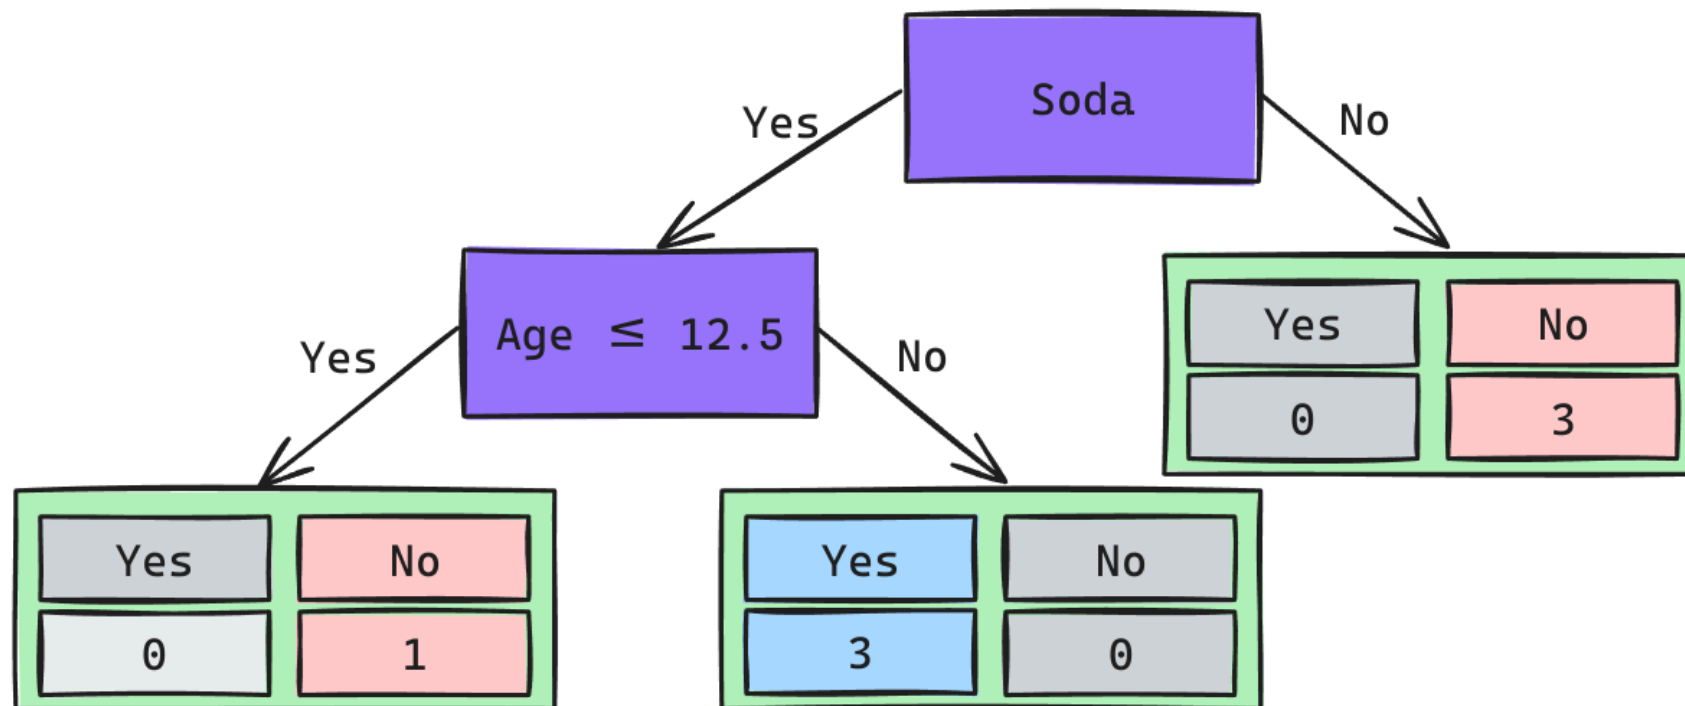 Soda
Yes
No
Age ≤ 12.5
Yes No
0 3
Yes
No
Yes No
0 1
Yes No
3 0